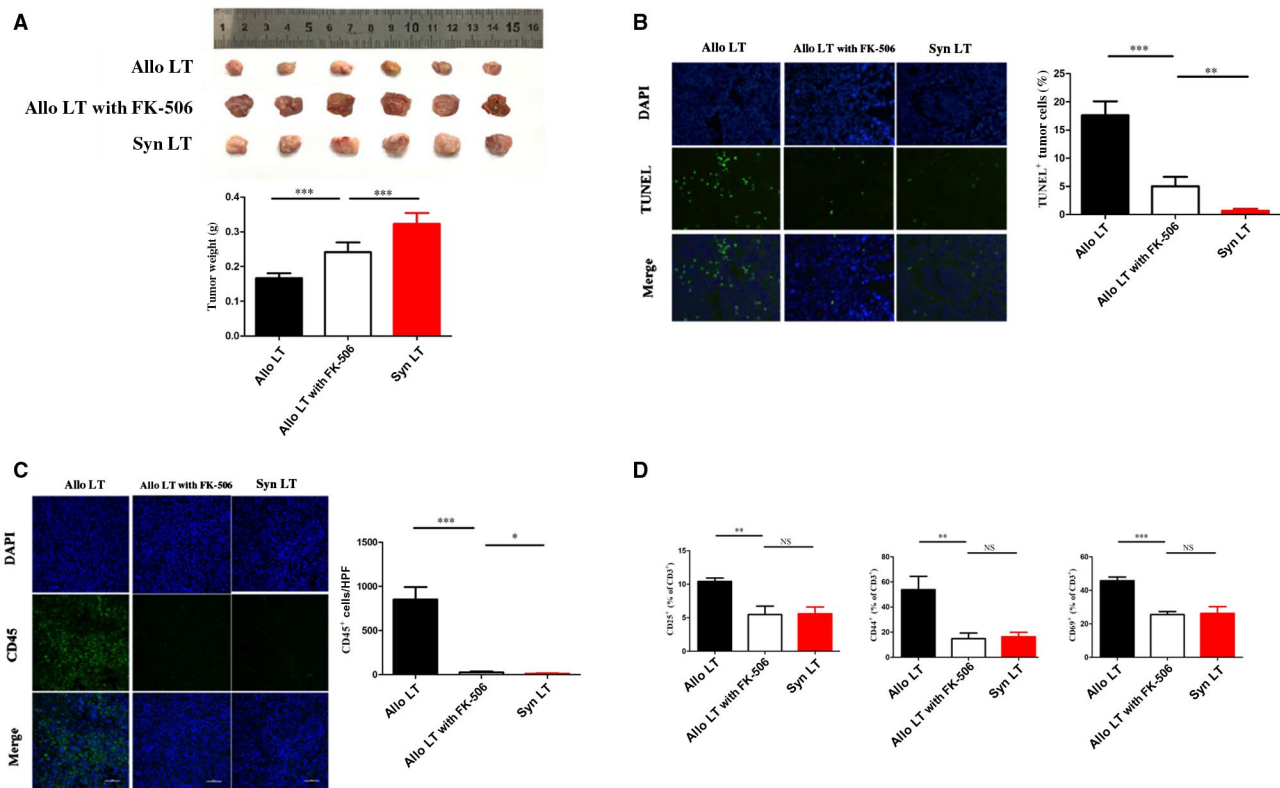 A
1 2 3 4 5 6 7 8 9 10 11 12 13 14 15 16
Allo LT
Allo LT with FK-506
Syn LT
***
***
Tumor weight (g)
0.4
0.3
0.2
0.1
0.0
Allo LT
Allo LT with FK-506
Syn LT
B
Allo LT
Allo LT with FK-506
Syn LT
DAPI
TUNEL
Merge
***
**
TUNEL⁺ tumor cells (%)
25
20
15
10
5
0
Allo LT
Allo LT with FK-506
Syn LT
C
Allo LT
Allo LT with FK-506
Syn LT
DAPI
CD45
Merge
***
*
CD45⁺ cells/HPF
1500
1000
500
0
Allo LT
Allo LT with FK-506
Syn LT
D
**
NS
CD25⁺ (% of CD3⁺)
15
10
5
0
Allo LT
Allo LT with FK-506
Syn LT
**
NS
CD44⁺ (% of CD3⁺)
80
60
40
20
0
Allo LT
Allo LT with FK-506
Syn LT
***
NS
CD69⁺ (% of CD3⁺)
60
40
20
0
Allo LT
Allo LT with FK-506
Syn LT